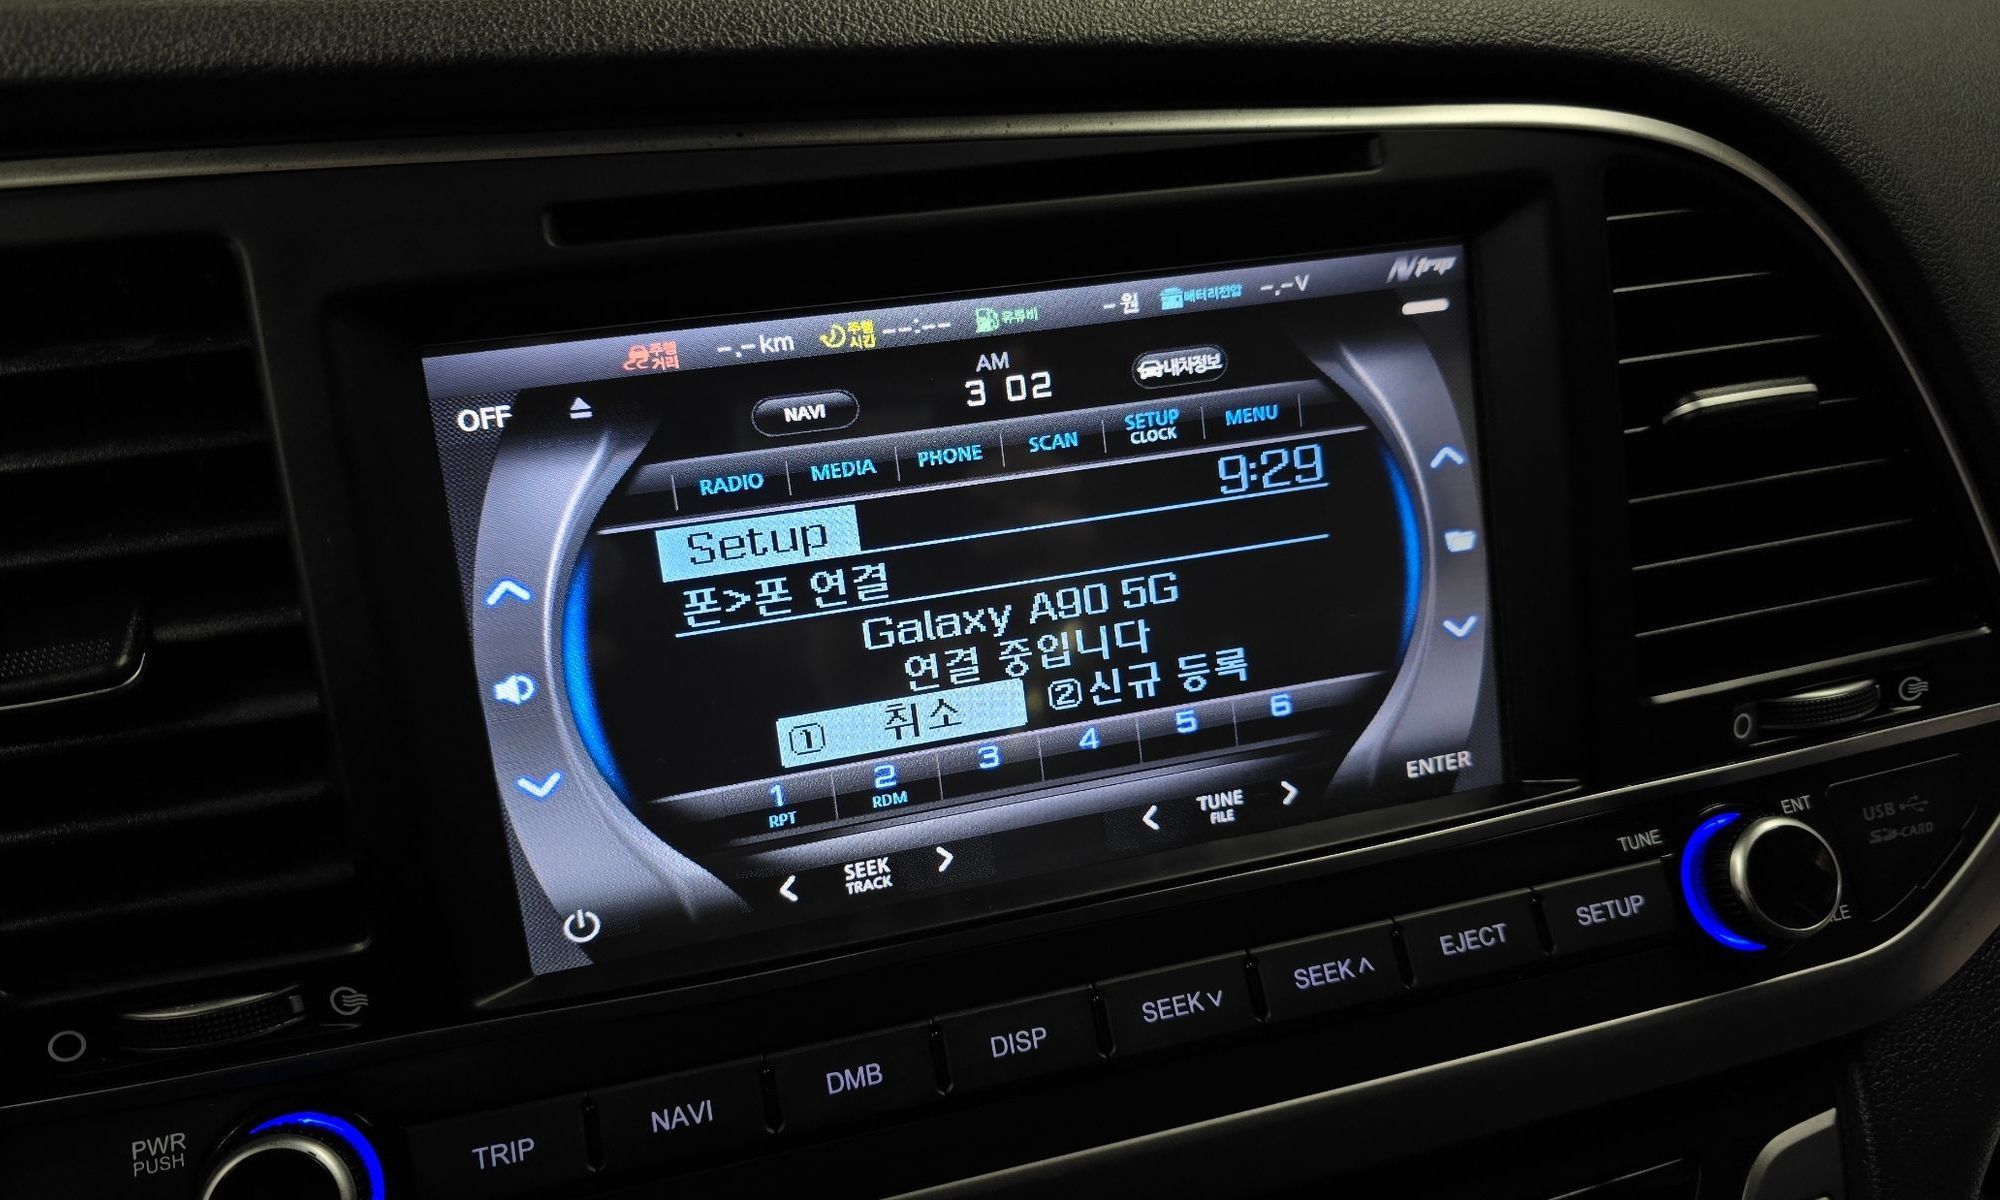 N trip
주행거리 -.-km 주행시간 --:-- 유류비 -원 배터리전압 -.-V
OFF NAVI AM 3 02 내차정보
RADIO MEDIA PHONE SCAN SETUP CLOCK MENU
9:29
Setup
폰>폰 연결
Galaxy A90 5G
연결 중입니다
① 취소 ②신규 등록
1 RPT 2 RDM 3 4 5 6
< SEEK TRACK > < TUNE FILE > ENTER
TUNE ENT
USB
SD-CARD
PWR PUSH TRIP NAVI DMB DISP SEEK∨ SEEK∧ EJECT SETUP